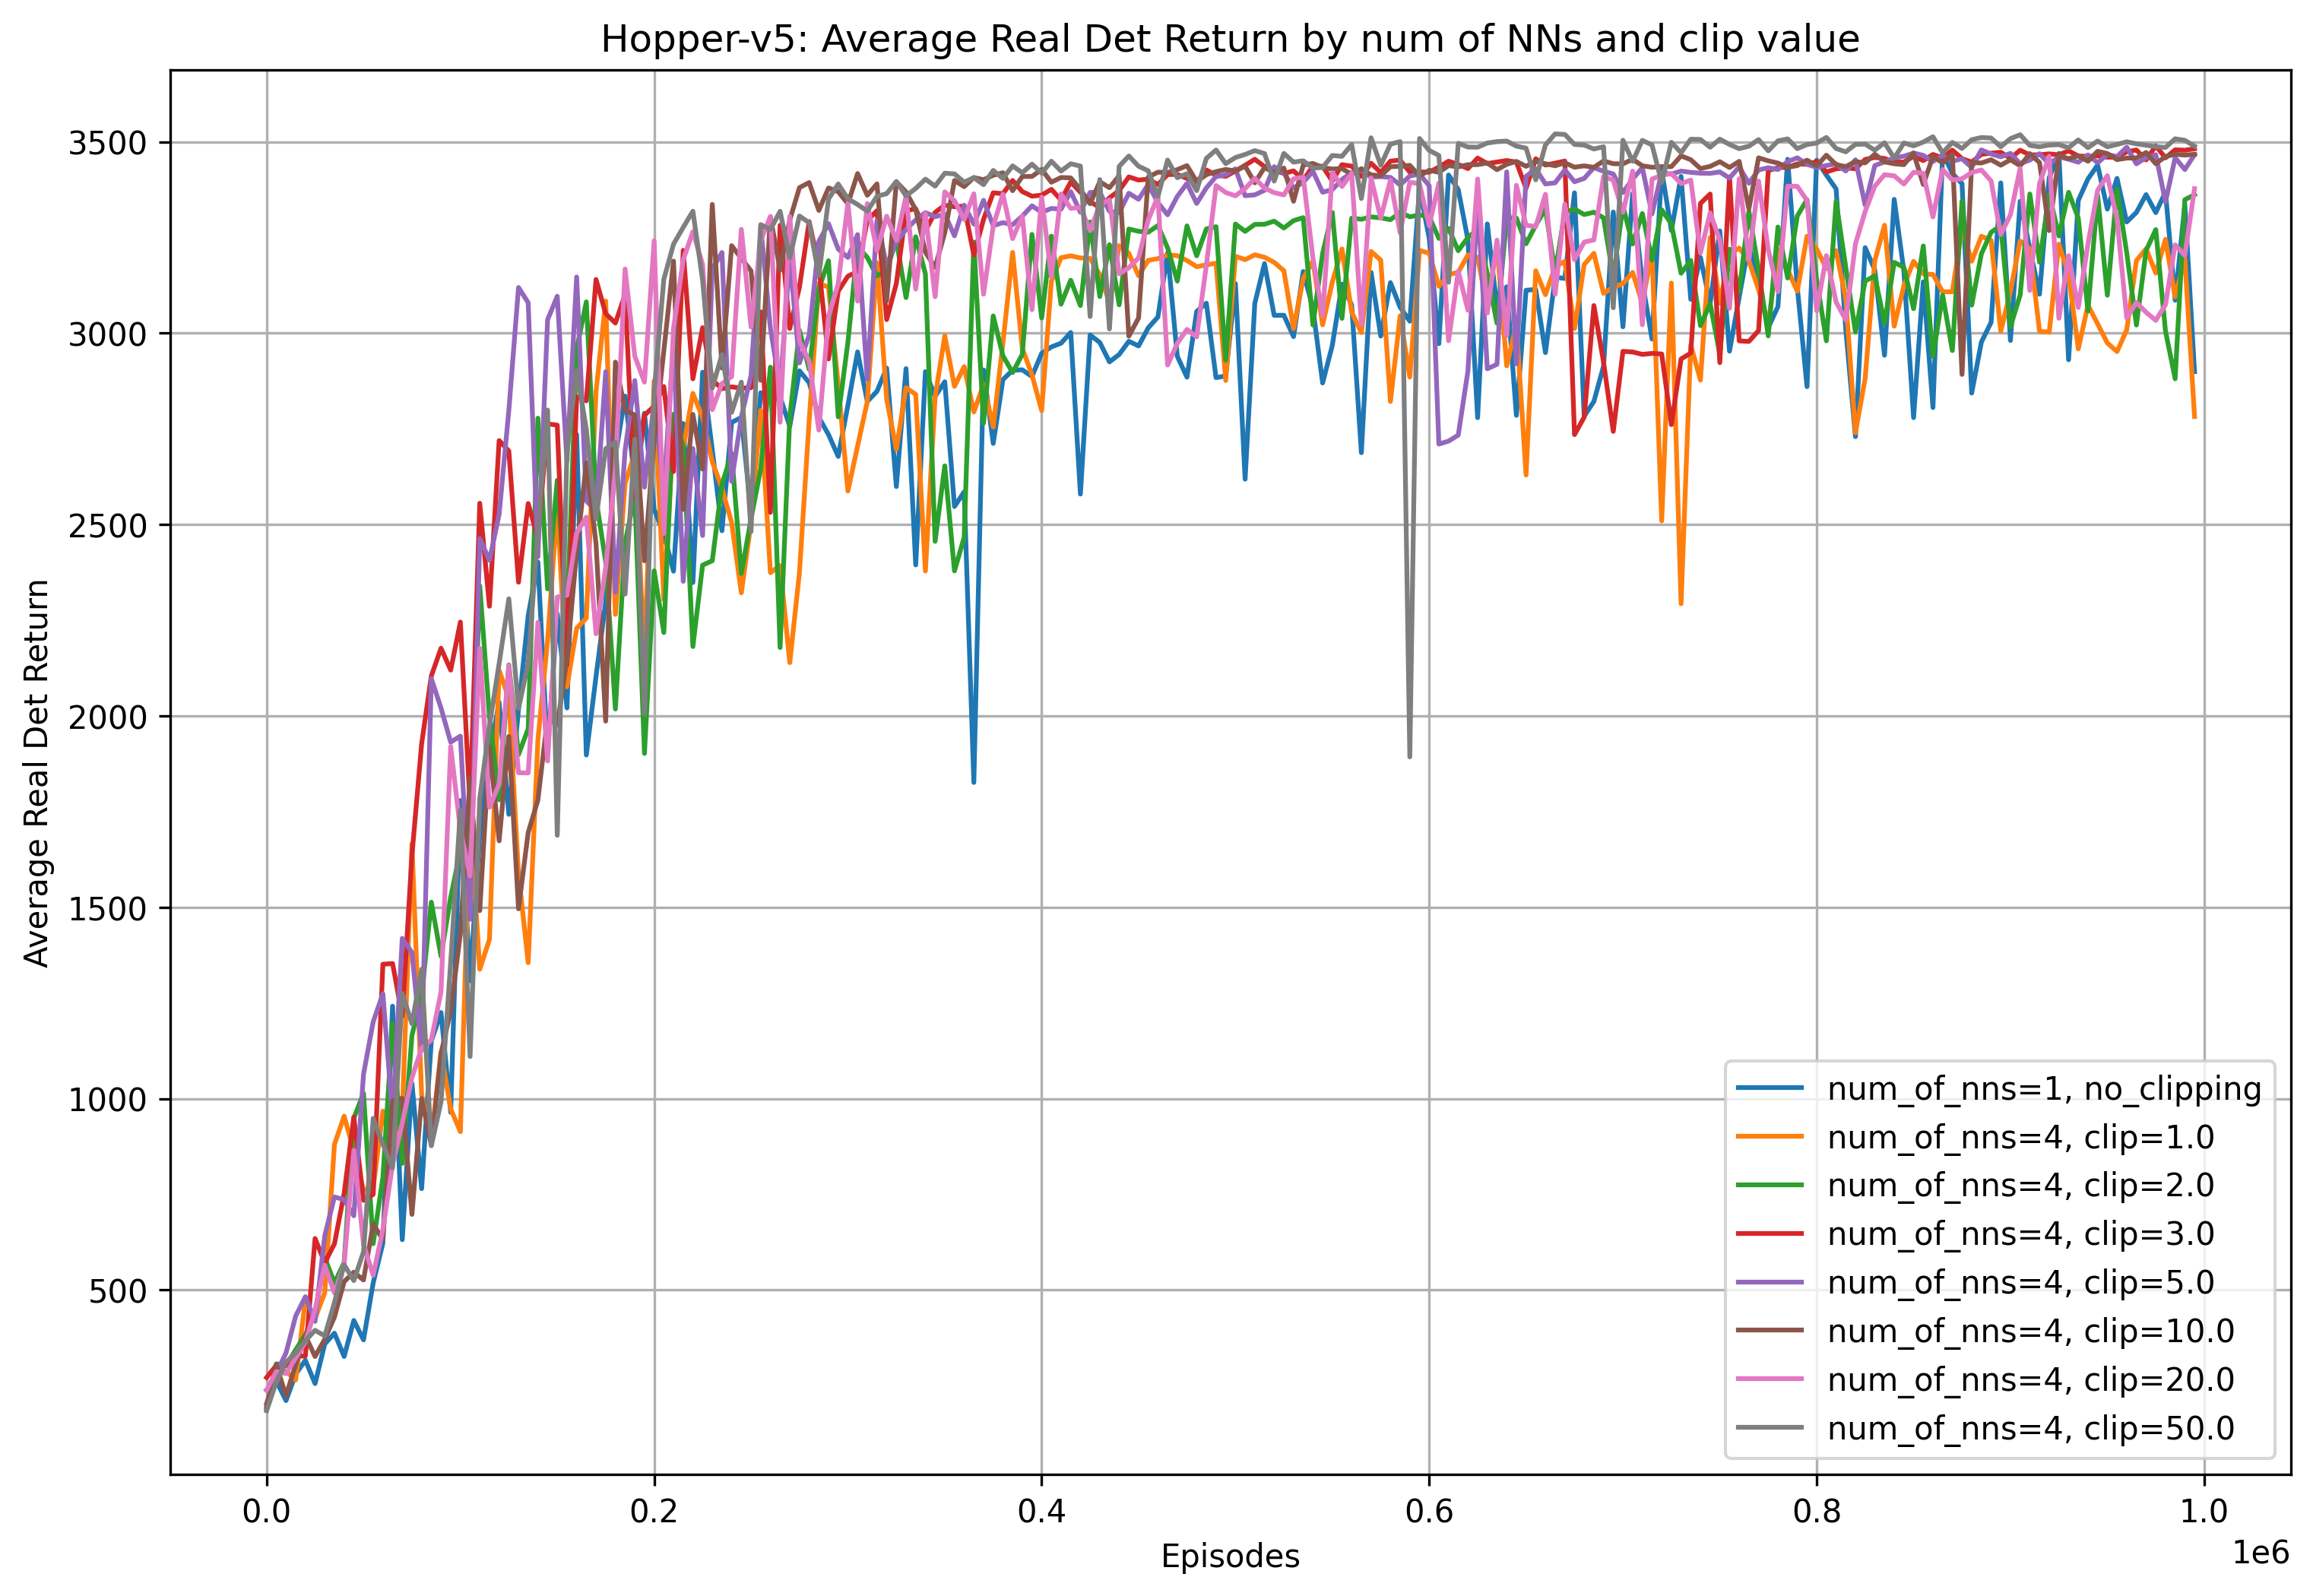 Hopper-v5: Average Real Det Return by num of NNs and clip value
Average Real Det Return
3500
3000
2500
2000
1500
1000
500
num_of_nns=1, no_clipping
num_of_nns=4, clip=1.0
num_of_nns=4, clip=2.0
num_of_nns=4, clip=3.0
num_of_nns=4, clip=5.0
num_of_nns=4, clip=10.0
num_of_nns=4, clip=20.0
num_of_nns=4, clip=50.0
0.0 0.2 0.4 0.6 0.8 1.0
1e6
Episodes